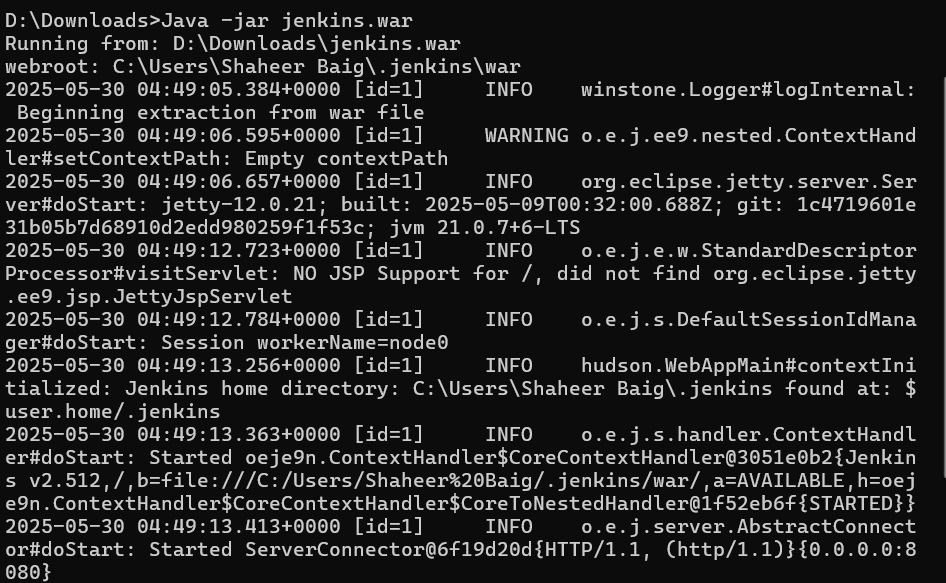 D:\Downloads>Java -jar jenkins.war
Running from: D:\Downloads\jenkins.war
webroot: C:\Users\Shaheer Baig\.jenkins\war
2025-05-30 04:49:05.384+0000 [id=1]     INFO    winstone.Logger#logInternal:
 Beginning extraction from war file
2025-05-30 04:49:06.595+0000 [id=1]     WARNING o.e.j.ee9.nested.ContextHand
ler#setContextPath: Empty contextPath
2025-05-30 04:49:06.657+0000 [id=1]     INFO    org.eclipse.jetty.server.Ser
ver#doStart: jetty-12.0.21; built: 2025-05-09T00:32:00.688Z; git: 1c4719601e
31b05b7d68910d2edd980259f1f53c; jvm 21.0.7+6-LTS
2025-05-30 04:49:12.723+0000 [id=1]     INFO    o.e.j.e.w.StandardDescriptor
Processor#visitServlet: NO JSP Support for /, did not find org.eclipse.jetty
.ee9.jsp.JettyJspServlet
2025-05-30 04:49:12.784+0000 [id=1]     INFO    o.e.j.s.DefaultSessionIdMana
ger#doStart: Session workerName=node0
2025-05-30 04:49:13.256+0000 [id=1]     INFO    hudson.WebAppMain#contextIni
tialized: Jenkins home directory: C:\Users\Shaheer Baig\.jenkins found at: $
user.home/.jenkins
2025-05-30 04:49:13.363+0000 [id=1]     INFO    o.e.j.s.handler.ContextHandl
er#doStart: Started oeje9n.ContextHandler$CoreContextHandler@3051e0b2{Jenkin
s v2.512,/,b=file:///C:/Users/Shaheer%20Baig/.jenkins/war/,a=AVAILABLE,h=oej
e9n.ContextHandler$CoreContextHandler$CoreToNestedHandler@1f52eb6f{STARTED}}
2025-05-30 04:49:13.413+0000 [id=1]     INFO    o.e.j.server.AbstractConnect
or#doStart: Started ServerConnector@6f19d20d{HTTP/1.1, (http/1.1)}{0.0.0.0:8
080}